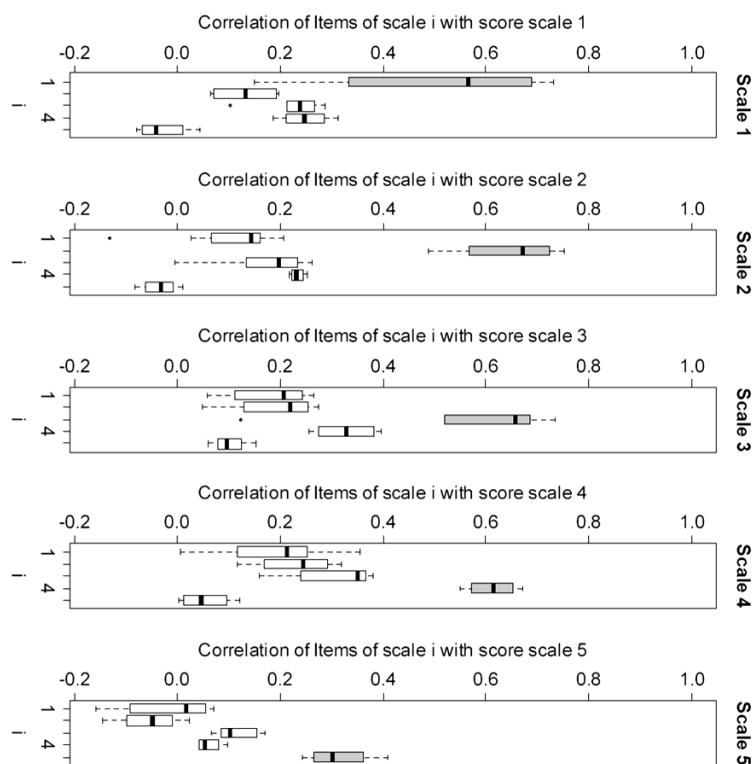 Correlation of Items of scale i with score scale 1
-0.2 0.0 0.2 0.4 0.6 0.8 1.0
Scale 1
1
4
i
Correlation of Items of scale i with score scale 2
-0.2 0.0 0.2 0.4 0.6 0.8 1.0
Scale 2
1
4
i
Correlation of Items of scale i with score scale 3
-0.2 0.0 0.2 0.4 0.6 0.8 1.0
Scale 3
1
4
i
Correlation of Items of scale i with score scale 4
-0.2 0.0 0.2 0.4 0.6 0.8 1.0
Scale 4
1
4
i
Correlation of Items of scale i with score scale 5
-0.2 0.0 0.2 0.4 0.6 0.8 1.0
Scale 5
1
4
i